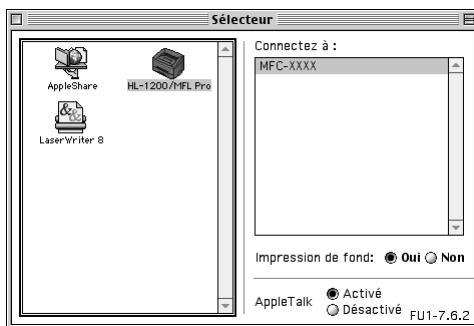 Sélecteur
AppleShare
HL-1200/MFL Pro
LaserWriter 8
Connectez à :
MFC-XXXX
Impression de fond: Oui Non
AppleTalk
Activé
Désactivé
FU1-7.6.2